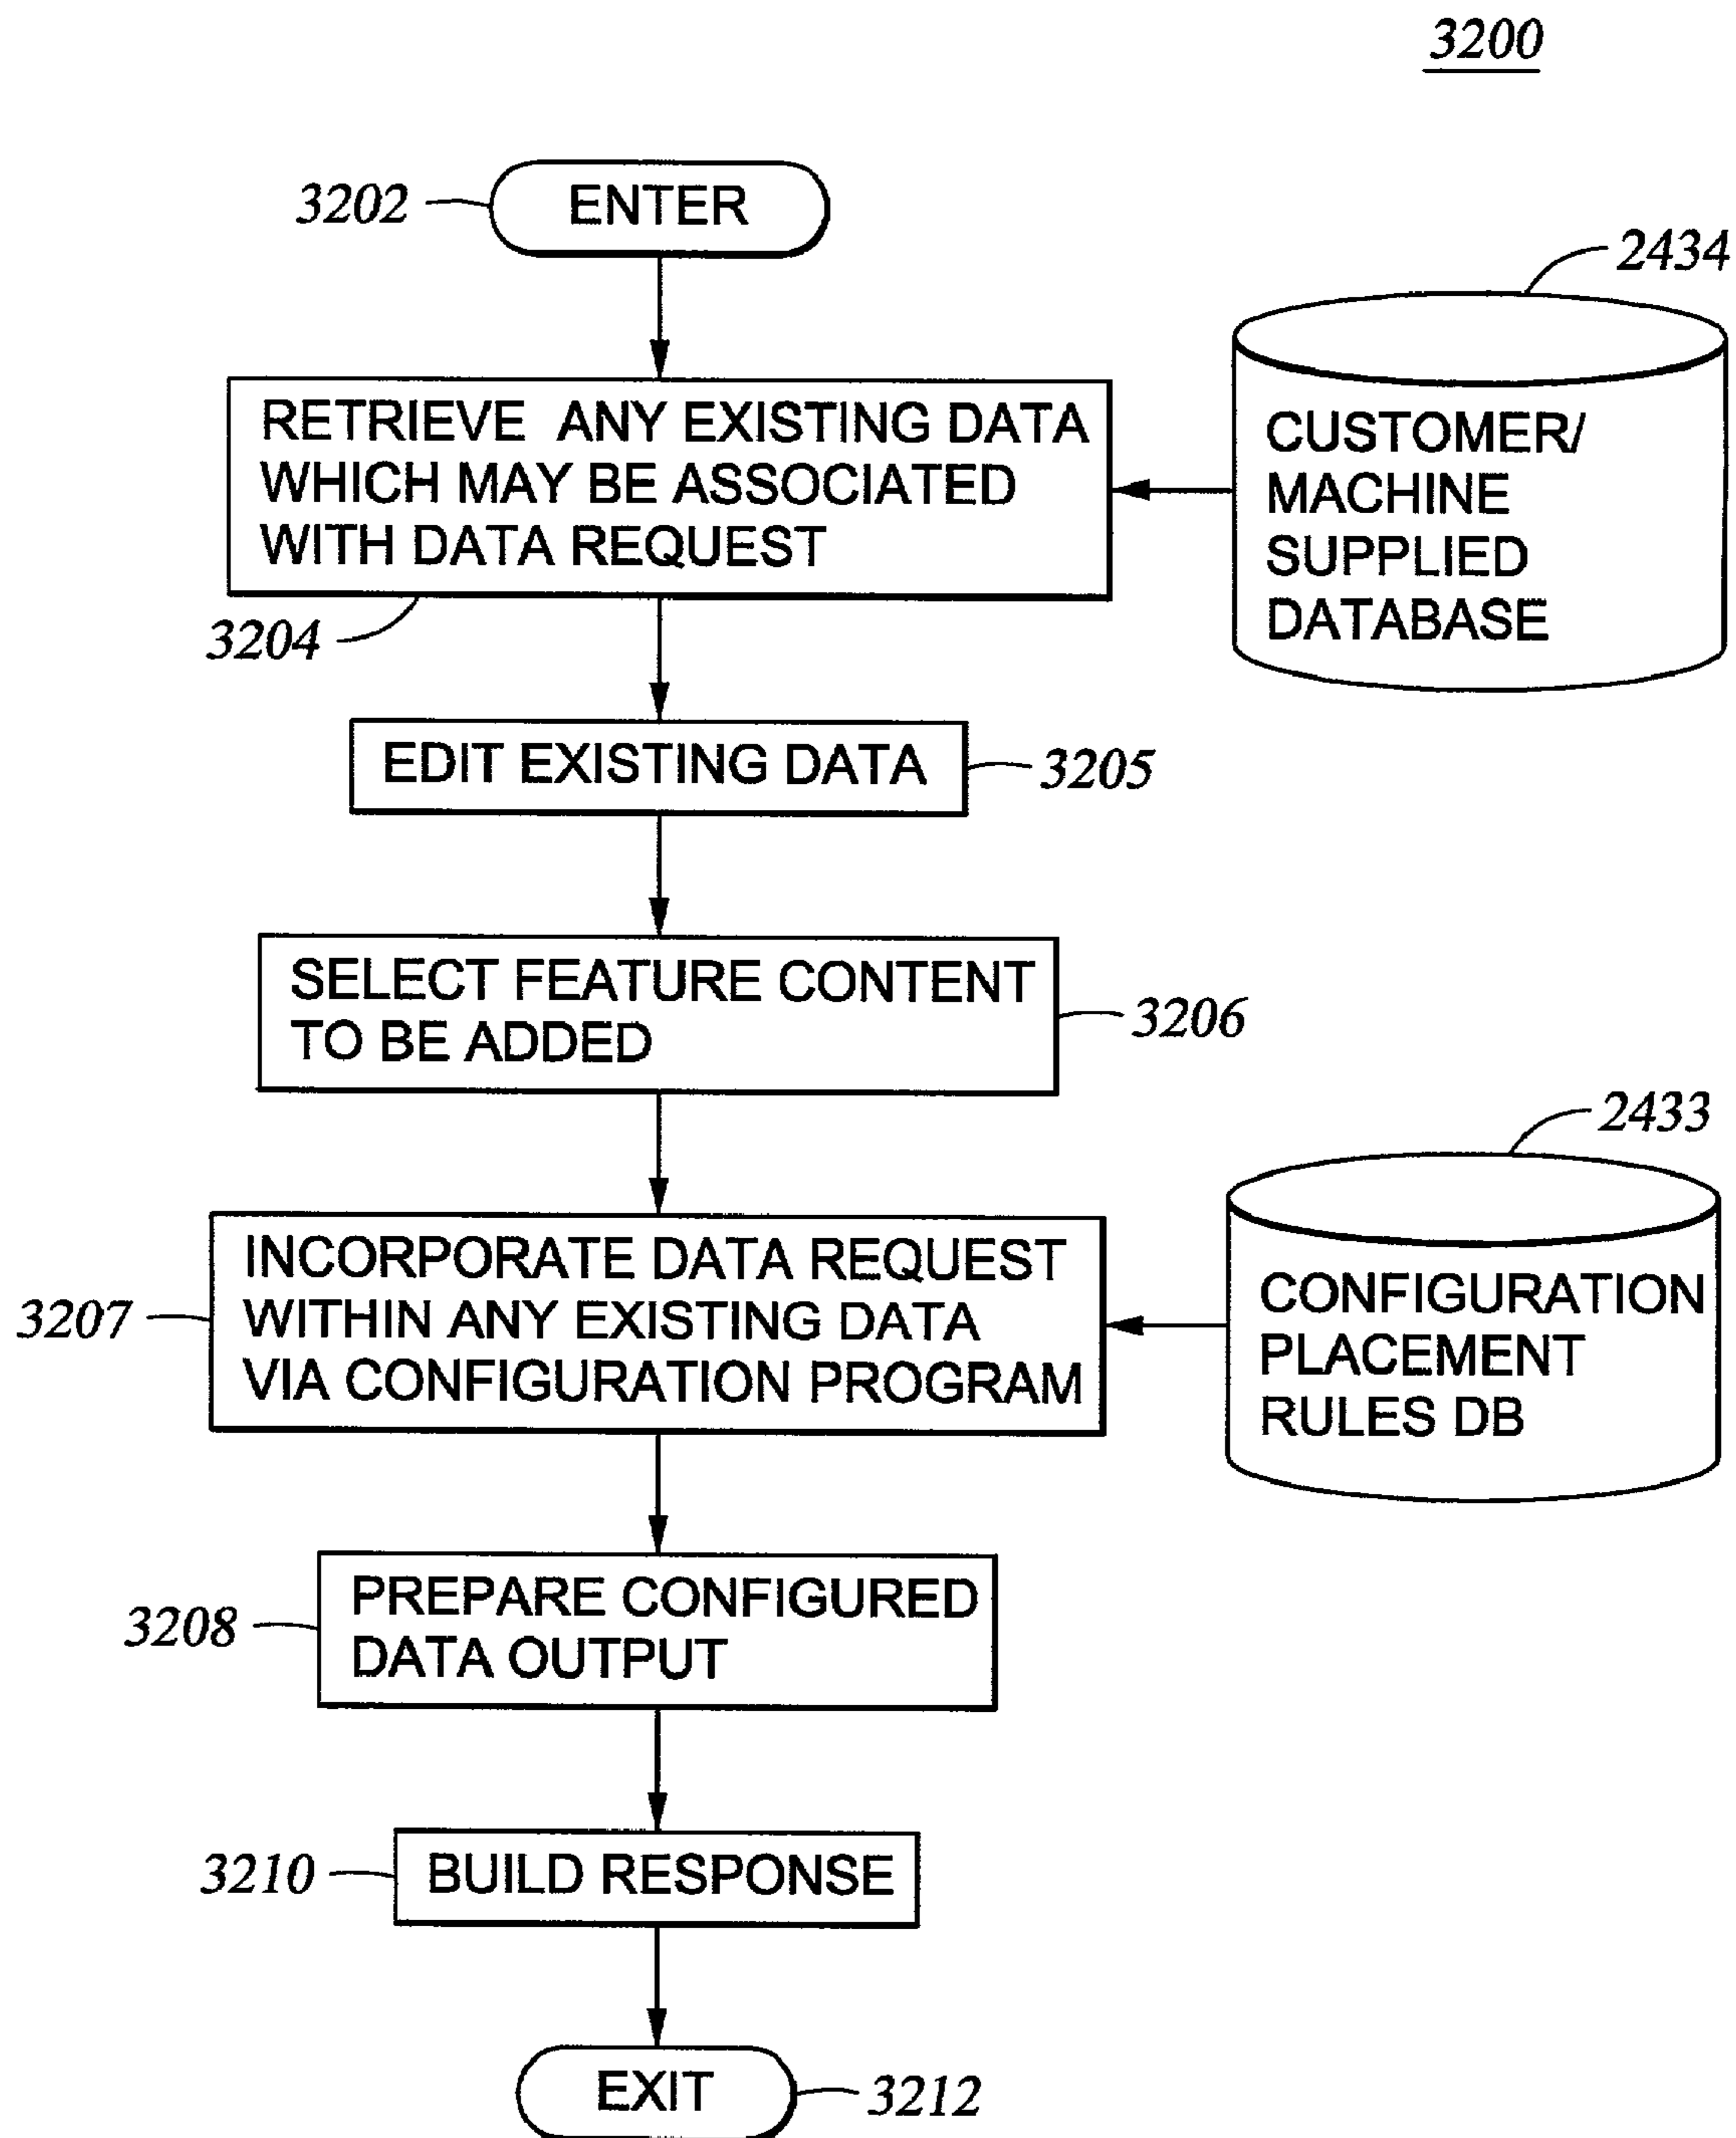 3200
3202
ENTER
2434
RETRIEVE ANY EXISTING DATA
WHICH MAY BE ASSOCIATED
WITH DATA REQUEST
CUSTOMER/
MACHINE
SUPPLIED
DATABASE
3204
EDIT EXISTING DATA
3205
SELECT FEATURE CONTENT
TO BE ADDED
3206
2433
3207
INCORPORATE DATA REQUEST
WITHIN ANY EXISTING DATA
VIA CONFIGURATION PROGRAM
CONFIGURATION
PLACEMENT
RULES DB
3208
PREPARE CONFIGURED
DATA OUTPUT
3210
BUILD RESPONSE
EXIT
3212